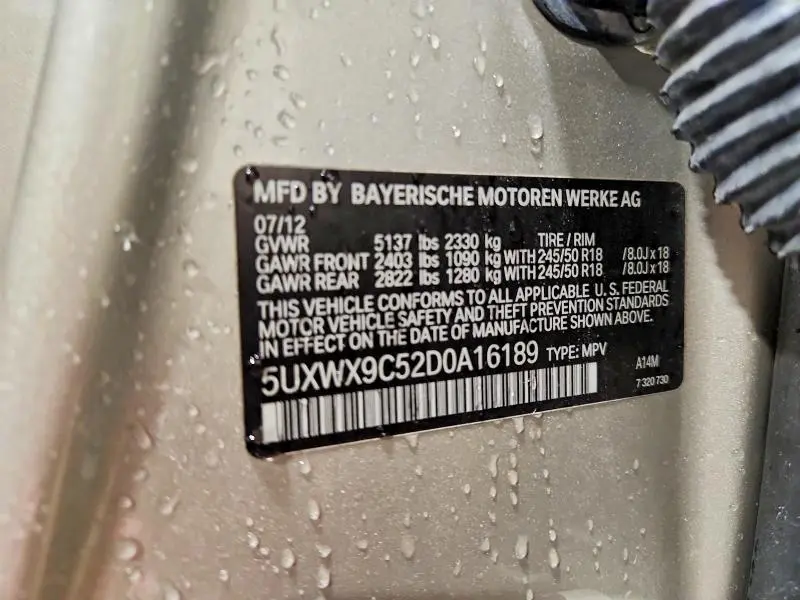 MFD BY BAYERISCHE MOTOREN WERKE AG
07/12
GVWR 5137 lbs 2330 kg TIRE / RIM
GAWR FRONT 2403 lbs 1090 kg WITH 245/50 R18 /8.0J x 18
GAWR REAR 2822 lbs 1280 kg WITH 245/50 R18 /8.0J x 18
THIS VEHICLE CONFORMS TO ALL APPLICABLE U.S. FEDERAL
MOTOR VEHICLE SAFETY AND THEFT PREVENTION STANDARDS
IN EFFECT ON THE DATE OF MANUFACTURE SHOWN ABOVE.
5UXWX9C52D0A16189 TYPE: MPV
A14M
7 320 730